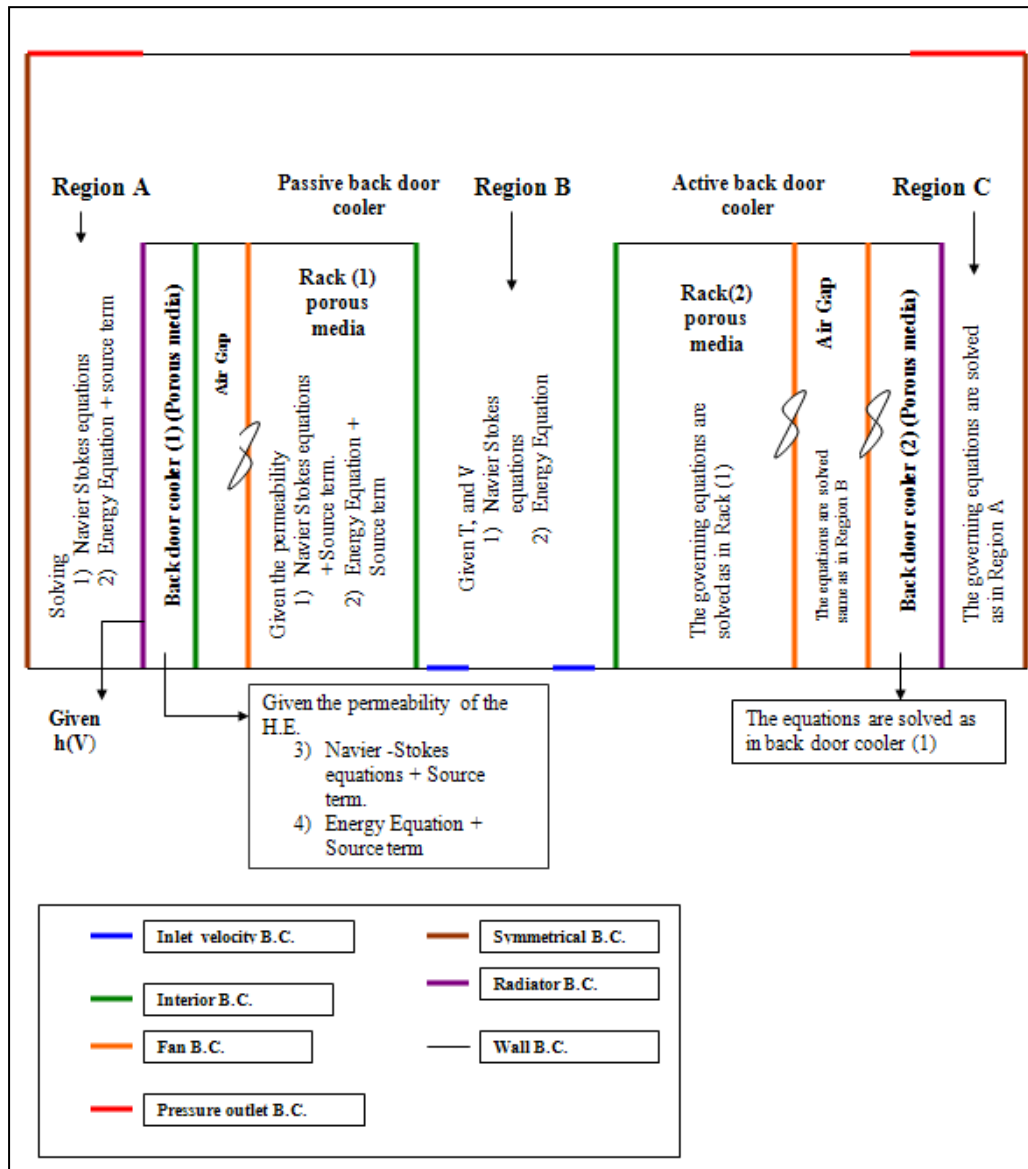 Region A
Passive back door
cooler
Region B
Active back door
cooler
Region C
Solving
1) Navier Stokes equations
2) Energy Equation + source term
Back door cooler (1) (Porous media)
Air Gap
Rack (1)
porous
media
Given the permeability
1) Navier Stokes equations
+ Source term.
2) Energy Equation +
Source term
Given T, and V
1) Navier Stokes
equations
2) Energy Equation
Rack(2)
porous
media
The governing equations are
solved as in Rack (1)
Air Gap
The equations are solved
same as in Region B
Back door cooler (2) (Porous media)
The governing equations are solved
as in Region A
Given
h(V)
Given the permeability of the
H.E.
3) Navier -Stokes
equations + Source
term.
4) Energy Equation +
Source term
The equations are solved as
in back door cooler (1)
Inlet velocity B.C.
Symmetrical B.C.
Interior B.C.
Radiator B.C.
Fan B.C.
Wall B.C.
Pressure outlet B.C.